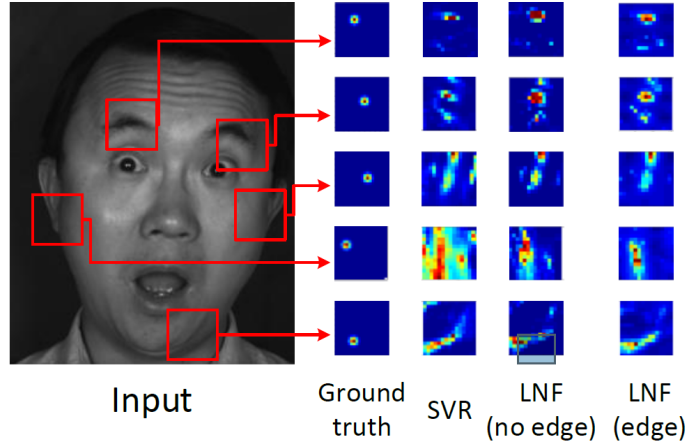 Input
Ground
truth
SVR
LNF
(no edge)
LNF
(edge)